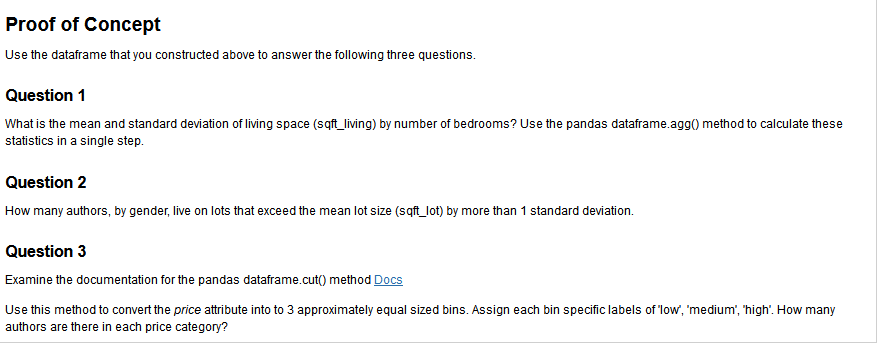 Proof of Concept
Use the dataframe that you constructed above to answer the following three questions.
Question 1
What is the mean and standard deviation of living space (sqft_living) by number of bedrooms? Use the pandas dataframe.agg() method to calculate these
statistics in a single step.
Question 2
How many authors, by gender, live on lots that exceed the mean lot size (sqft_lot) by more than 1 standard deviation.
Question 3
Examine the documentation for the pandas dataframe.cut() method Docs
Use this method to convert the price attribute into to 3 approximately equal sized bins. Assign each bin specific labels of 'low', 'medium', 'high'. How many
authors are there in each price category?